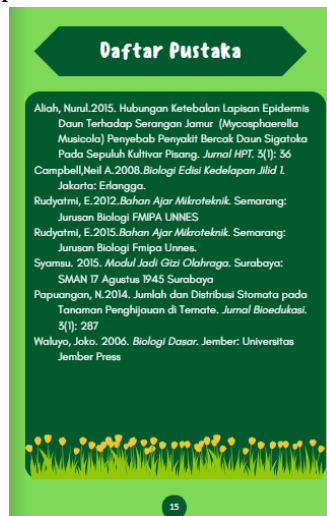 Daftar Pustaka
Aliah, Nurul.2015. Hubungan Ketebalan Lapisan Epidermis
Daun Terhadap Serangan Jamur (Mycosphaerella
Musicola) Penyebab Penyakit Bercak Daun Sigatoka
Pada Sepuluh Kultivar Pisang. Jurnal HPT. 3(1): 36
Campbell,Neil A.2008.Biologi Edisi Kedelapan Jilid 1.
Jakarta: Erlangga.
Rudyatmi, E.2012.Bahan Ajar Mikroteknik. Semarang:
Jurusan Biologi FMIPA UNNES
Rudyatmi, E.2015.Bahan Ajar Mikroteknik. Semarang:
Jurusan Biologi Fmipa Unnes.
Syamsu. 2015. Modul Jadi Gizi Olahraga. Surabaya:
SMAN 17 Agustus 1945 Surabaya
Papuangan, N.2014. Jumlah dan Distribusi Stomata pada
Tanaman Penghijauan di Ternate. Jurnal Bioedukasi.
3(1): 287
Waluyo, Joko. 2006. Biologi Dasar. Jember: Universitas
Jember Press
15